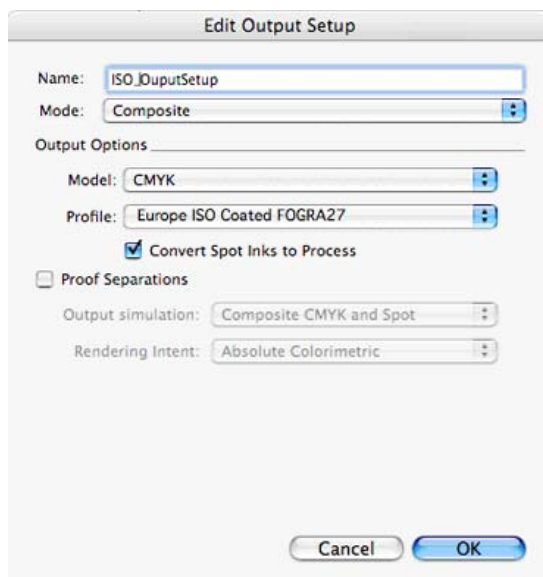 Edit Output Setup
Name: ISO_OuputSetup
Mode: Composite
Output Options
Model: CMYK
Profile: Europe ISO Coated FOGRA27
Convert Spot Inks to Process
Proof Separations
Output simulation: Composite CMYK and Spot
Rendering Intent: Absolute Colorimetric
Cancel OK